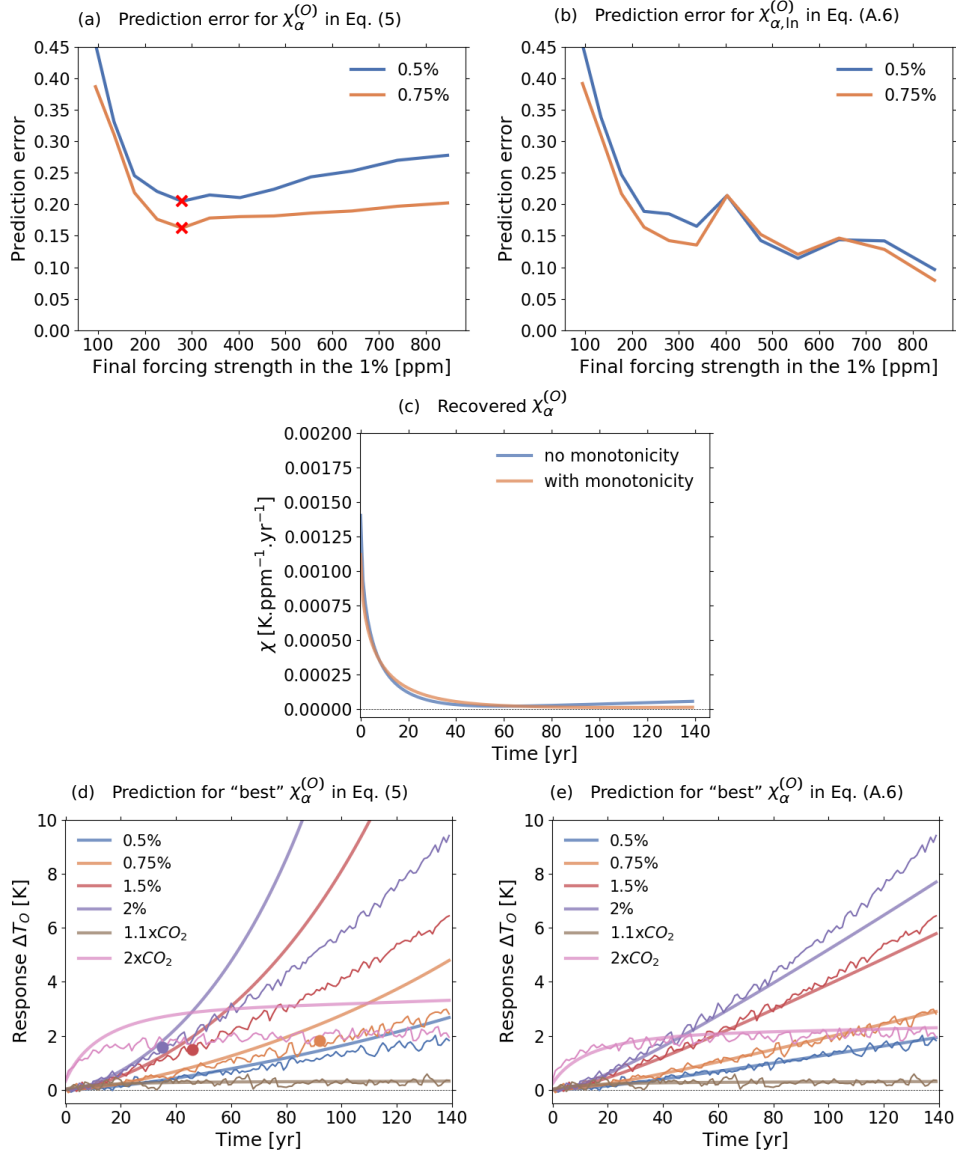 (a) Prediction error for χ_α^(O) in Eq. (5)
0.45
0.40
0.35
0.30
0.25
0.20
0.15
0.10
0.05
0.00
Prediction error
0.5%
0.75%
100 200 300 400 500 600 700 800
Final forcing strength in the 1% [ppm]
(b) Prediction error for χ_α,ln^(O) in Eq. (A.6)
0.45
0.40
0.35
0.30
0.25
0.20
0.15
0.10
0.05
0.00
Prediction error
0.5%
0.75%
100 200 300 400 500 600 700 800
Final forcing strength in the 1% [ppm]
(c) Recovered χ_α^(O)
0.00200
0.00175
0.00150
0.00125
0.00100
0.00075
0.00050
0.00025
0.00000
χ [K.ppm⁻¹.yr⁻¹]
no monotonicity
with monotonicity
0 20 40 60 80 100 120 140
Time [yr]
(d) Prediction for “best” χ_α^(O) in Eq. (5)
10
8
6
4
2
0
Response ΔT_O [K]
0.5%
0.75%
1.5%
2%
1.1xCO₂
2xCO₂
0 20 40 60 80 100 120 140
Time [yr]
(e) Prediction for “best” χ_α^(O) in Eq. (A.6)
10
8
6
4
2
0
Response ΔT_O [K]
0.5%
0.75%
1.5%
2%
1.1xCO₂
2xCO₂
0 20 40 60 80 100 120 140
Time [yr]